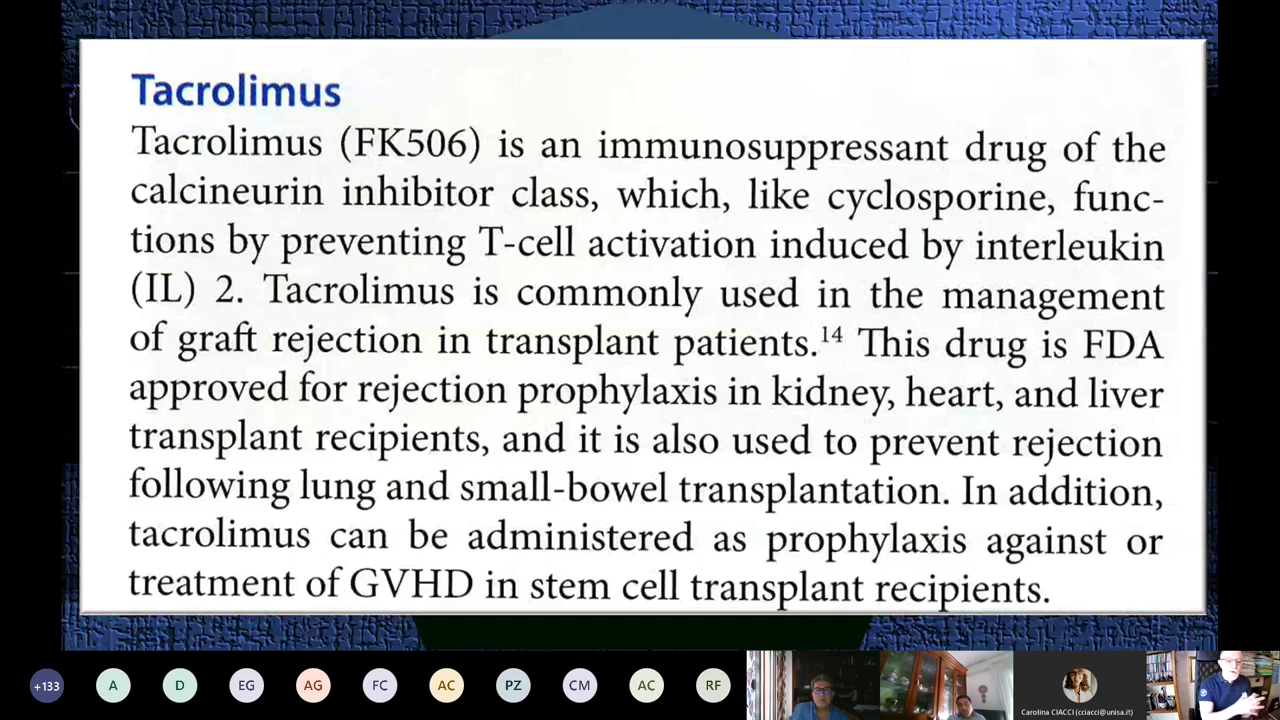 Tacrolimus
Tacrolimus (FK506) is an immunosuppressant drug of the
calcineurin inhibitor class, which, like cyclosporine, func-
tions by preventing T-cell activation induced by interleukin
(IL) 2. Tacrolimus is commonly used in the management
of graft rejection in transplant patients.¹⁴ This drug is FDA
approved for rejection prophylaxis in kidney, heart, and liver
transplant recipients, and it is also used to prevent rejection
following lung and small-bowel transplantation. In addition,
tacrolimus can be administered as prophylaxis against or
treatment of GVHD in stem cell transplant recipients.
+133 A D EG AG FC AC PZ CM AC RF
Carolina CIACCI (cciacci@unisa.it)